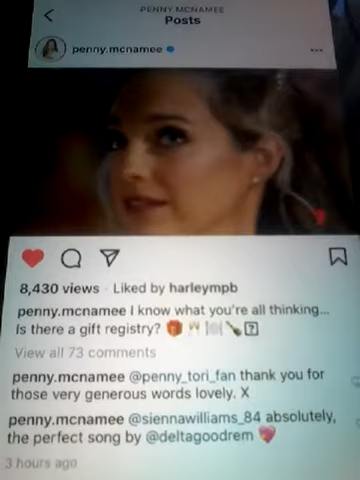 PENNY MCNAMEE
Posts
penny.mcnamee
8,430 views · Liked by harleympb
penny.mcnamee I know what you're all thinking...
Is there a gift registry? 🎁🥂🍽🍾⍰
View all 73 comments
penny.mcnamee @penny_tori_fan thank you for
those very generous words lovely. X
penny.mcnamee @siennawilliams_84 absolutely,
the perfect song by @deltagoodrem 💘
3 hours ago